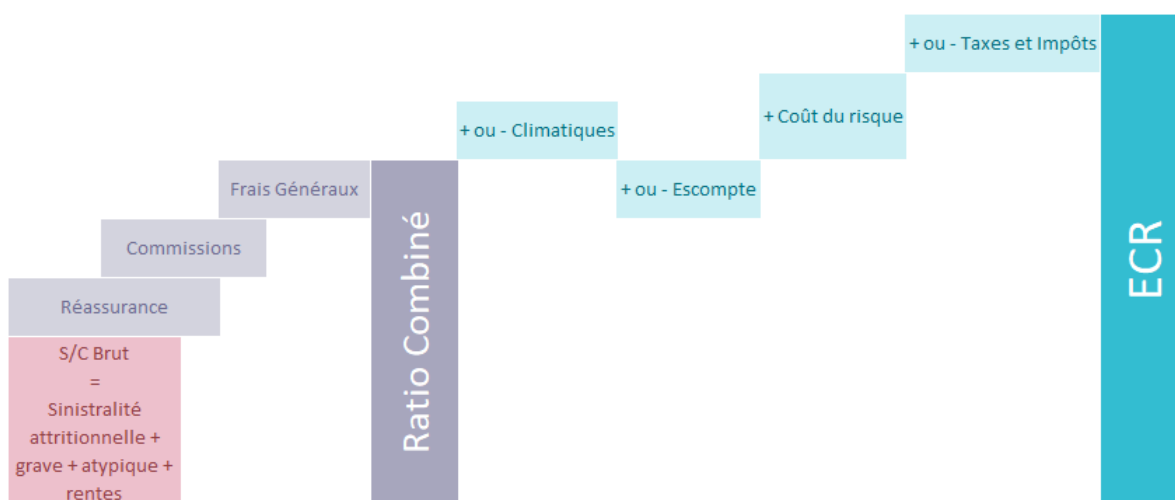 S/C Brut
=
Sinistralité
attritionnelle +
grave + atypique +
rentes
Réassurance
Commissions
Frais Généraux
Ratio Combiné
+ ou - Climatiques
+ ou - Escompte
+ Coût du risque
+ ou - Taxes et Impôts
ECR